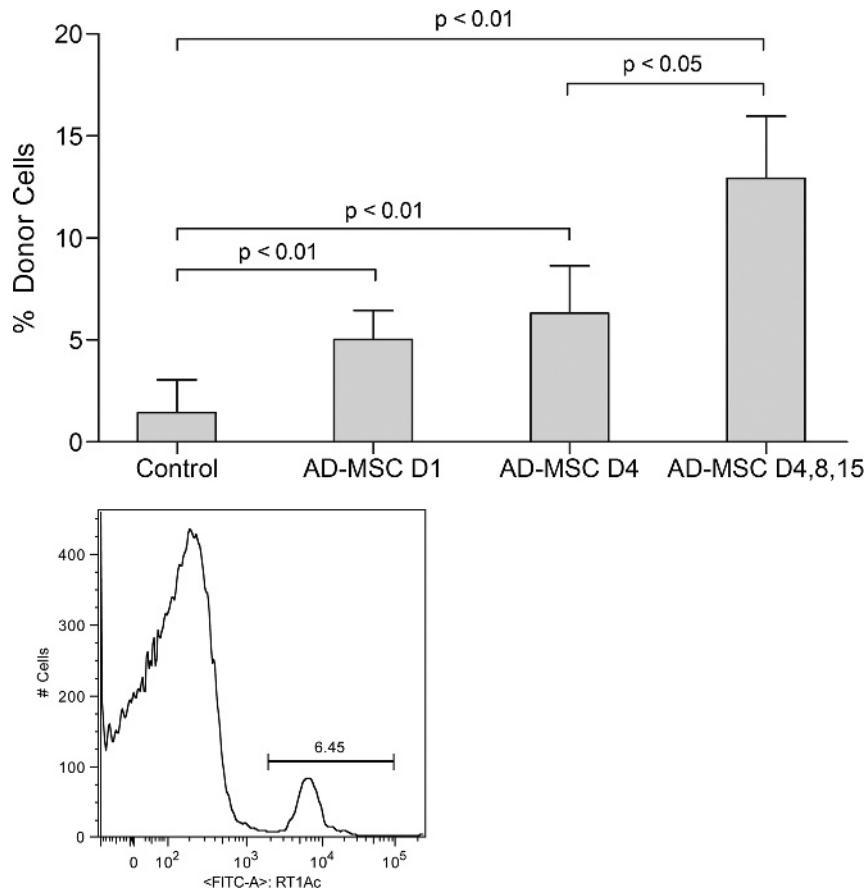 20
p < 0.01
p < 0.05
15
% Donor Cells
10
p < 0.01
p < 0.01
5
0
Control AD-MSC D1 AD-MSC D4 AD-MSC D4,8,15
400
300
# Cells
200
6.45
100
0
0 10² 10³ 10⁴ 10⁵
<FITC-A>: RT1Ac